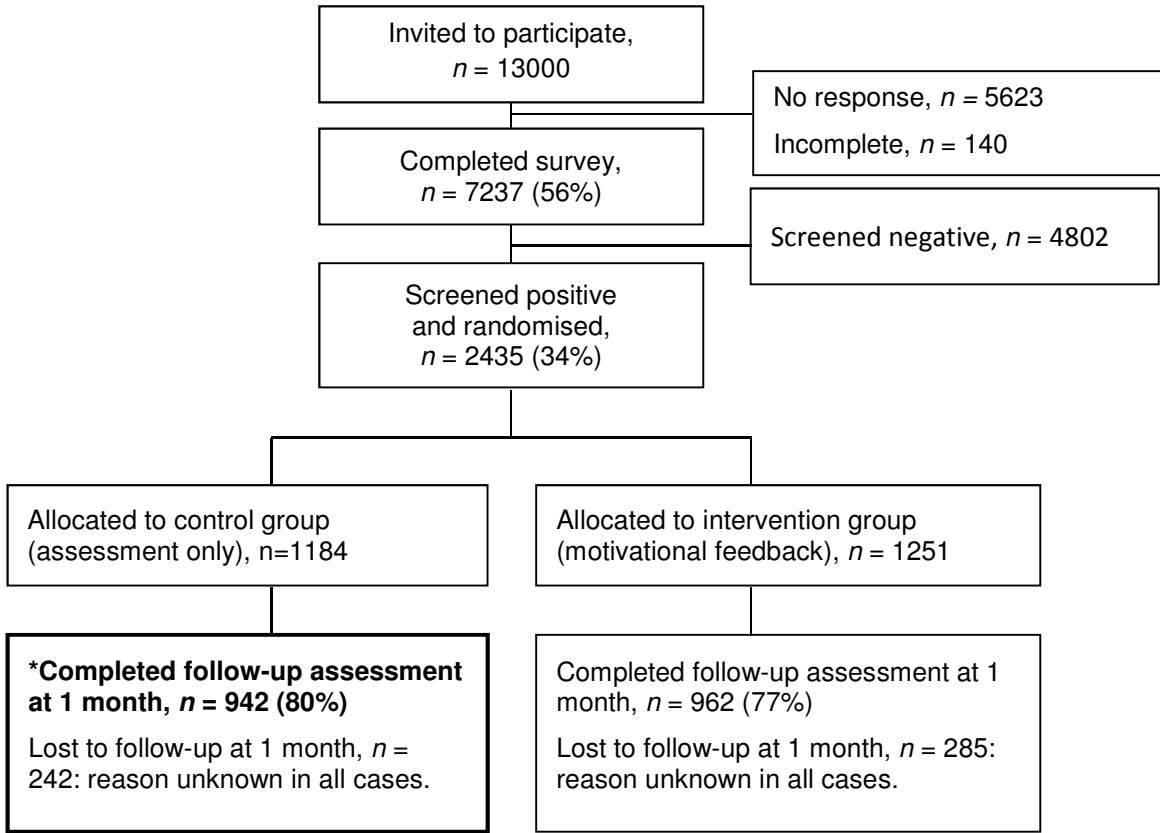 Invited to participate,
n = 13000
No response, n = 5623
Incomplete, n = 140
Completed survey,
n = 7237 (56%)
Screened negative, n = 4802
Screened positive
and randomised,
n = 2435 (34%)
Allocated to control group
(assessment only), n=1184
Allocated to intervention group
(motivational feedback), n = 1251
*Completed follow-up assessment
at 1 month, n = 942 (80%)
Lost to follow-up at 1 month, n =
242: reason unknown in all cases.
Completed follow-up assessment at 1
month, n = 962 (77%)
Lost to follow-up at 1 month, n = 285:
reason unknown in all cases.